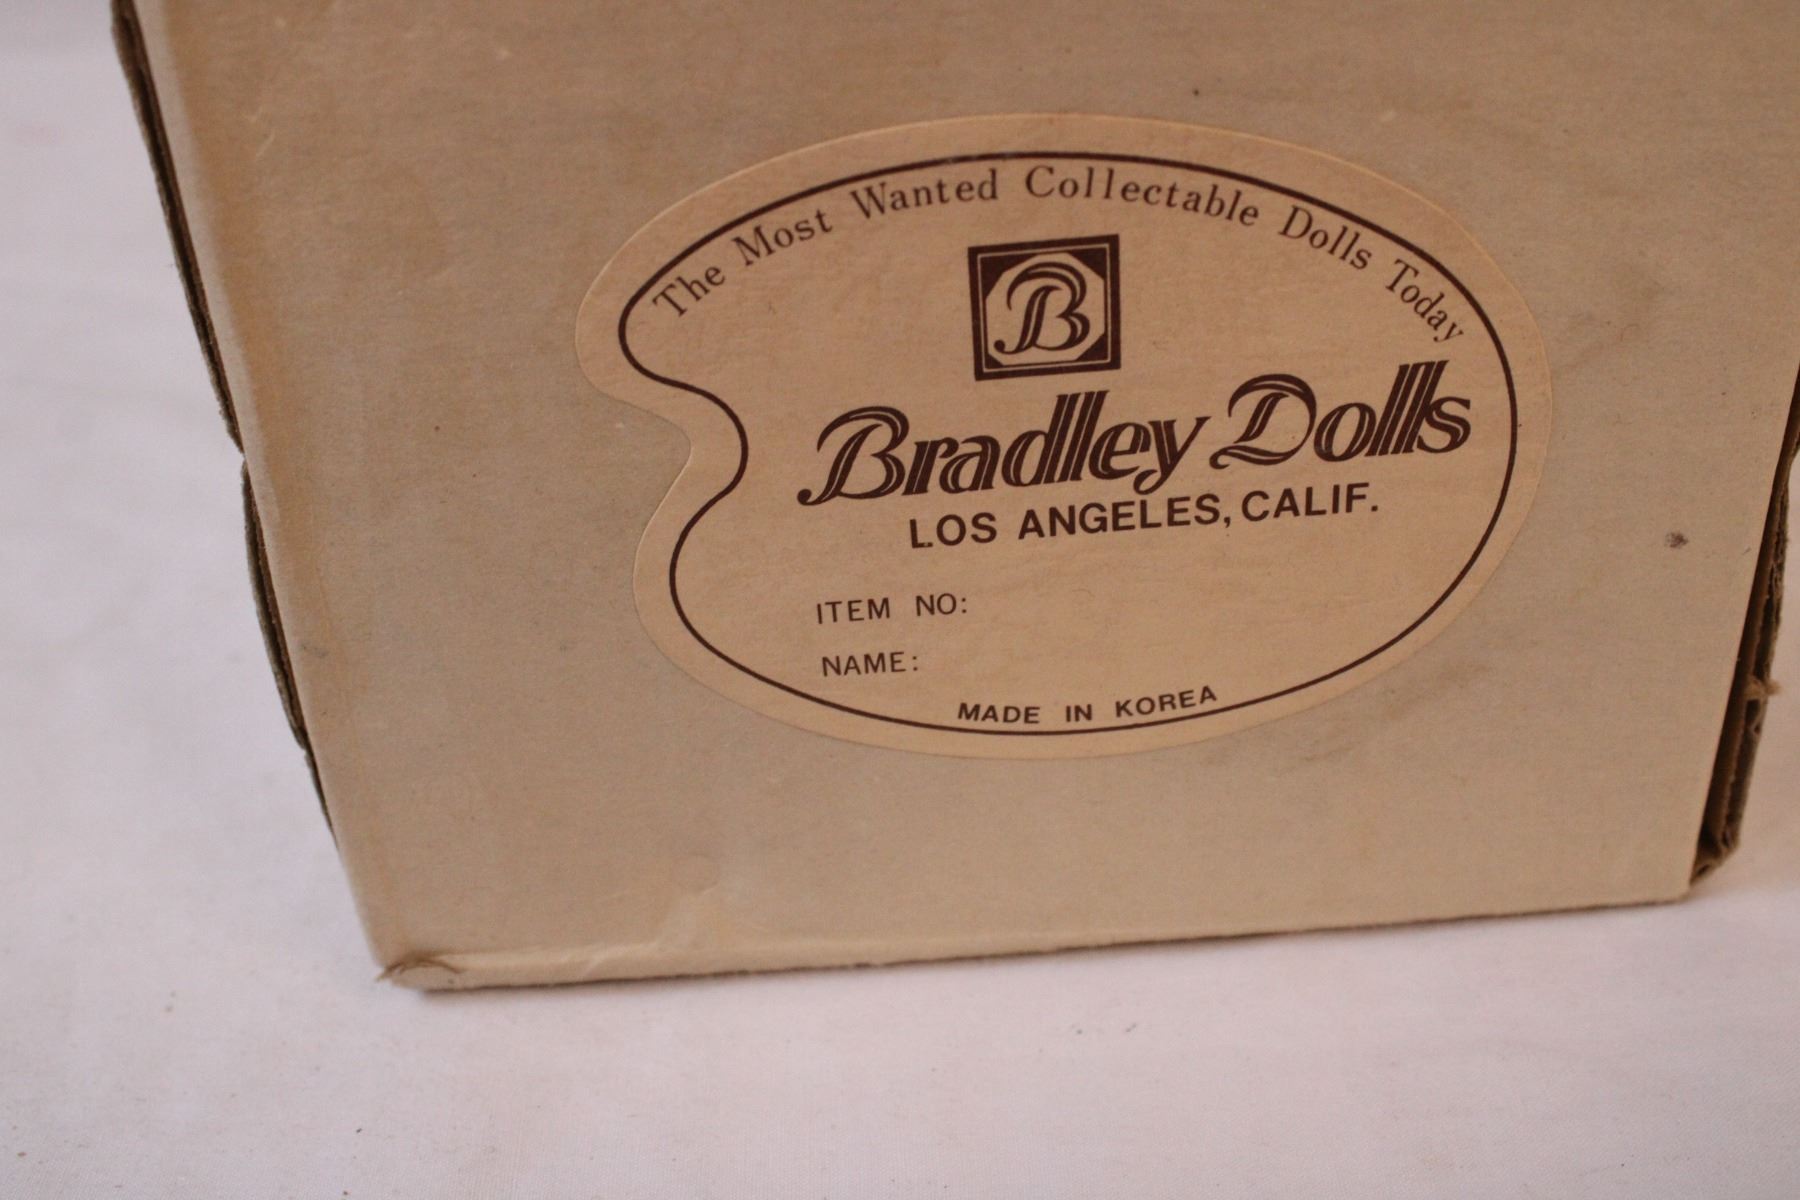 The Most Wanted Collectable Dolls Today
B
Bradley Dolls
LOS ANGELES, CALIF.
ITEM NO:
NAME:
MADE IN KOREA